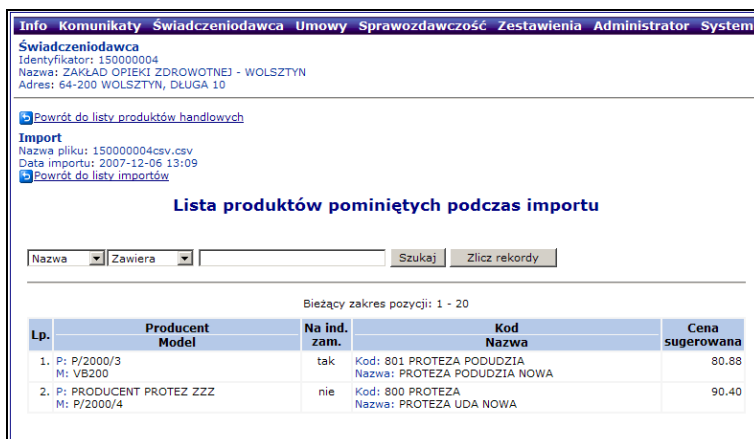 Info Komunikaty Świadczeniodawca Umowy Sprawozdawczość Zestawienia Administrator System
Świadczeniodawca
Identyfikator: 150000004
Nazwa: ZAKŁAD OPIEKI ZDROWOTNEJ - WOLSZTYN
Adres: 64-200 WOLSZTYN, DŁUGA 10
Powrót do listy produktów handlowych
Import
Nazwa pliku: 150000004csv.csv
Data importu: 2007-12-06 13:09
Powrót do listy importów
Lista produktów pominiętych podczas importu
Nazwa Zawiera Szukaj Zlicz rekordy
Bieżący zakres pozycji: 1 - 20
Lp. Producent Na ind. Kod Cena
Model zam. Nazwa sugerowana
1. P: P/2000/3 tak Kod: 801 PROTEZA PODUDZIA 80.88
M: VB200 Nazwa: PROTEZA PODUDZIA NOWA
2. P: PRODUCENT PROTEZ ZZZ nie Kod: 800 PROTEZA 90.40
M: P/2000/4 Nazwa: PROTEZA UDA NOWA